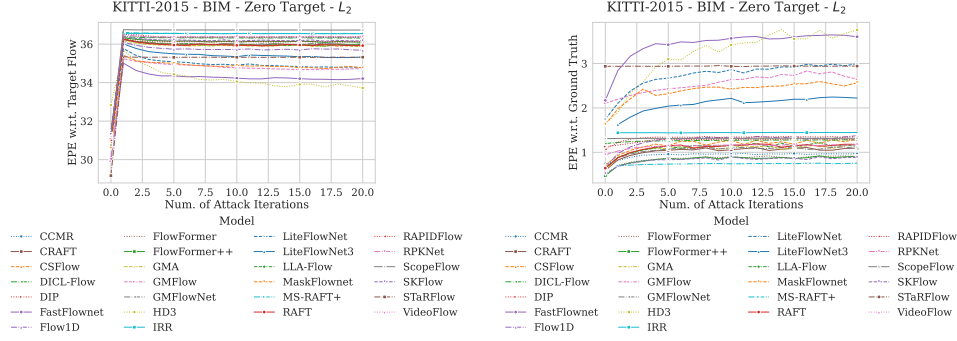 KITTI-2015 - BIM - Zero Target - L2
EPE w.r.t. Target Flow
36
34
32
30
0.0 2.5 5.0 7.5 10.0 12.5 15.0 17.5 20.0
Num. of Attack Iterations
Model
CCMR FlowFormer LiteFlowNet RAPIDFlow
CRAFT FlowFormer++ LiteFlowNet3 RPKNet
CSFlow GMA LLA-Flow ScopeFlow
DICL-Flow GMFlow MaskFlownet SKFlow
DIP GMFlowNet MS-RAFT+ STaRFlow
FastFlownet HD3 RAFT VideoFlow
Flow1D IRR
KITTI-2015 - BIM - Zero Target - L2
EPE w.r.t. Ground Truth
3
2
1
0.0 2.5 5.0 7.5 10.0 12.5 15.0 17.5 20.0
Num. of Attack Iterations
Model
CCMR FlowFormer LiteFlowNet RAPIDFlow
CRAFT FlowFormer++ LiteFlowNet3 RPKNet
CSFlow GMA LLA-Flow ScopeFlow
DICL-Flow GMFlow MaskFlownet SKFlow
DIP GMFlowNet MS-RAFT+ STaRFlow
FastFlownet HD3 RAFT VideoFlow
Flow1D IRR